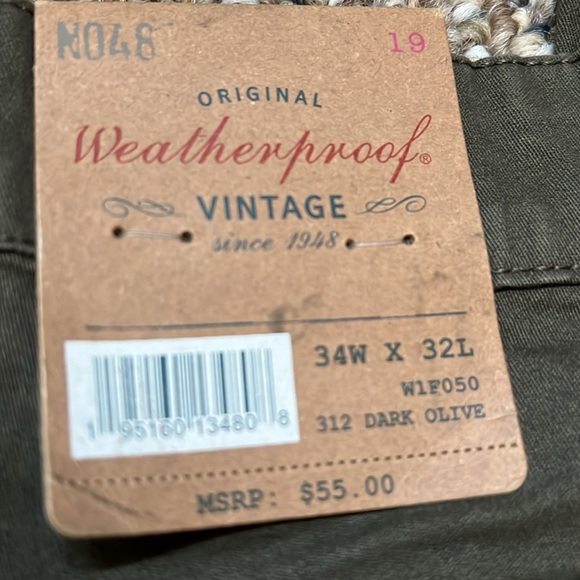 N048
19
ORIGINAL
Weatherproof®
VINTAGE
since 1948
34W X 32L
W1F050
312 DARK OLIVE
1 95160 13480 8
MSRP: $55.00